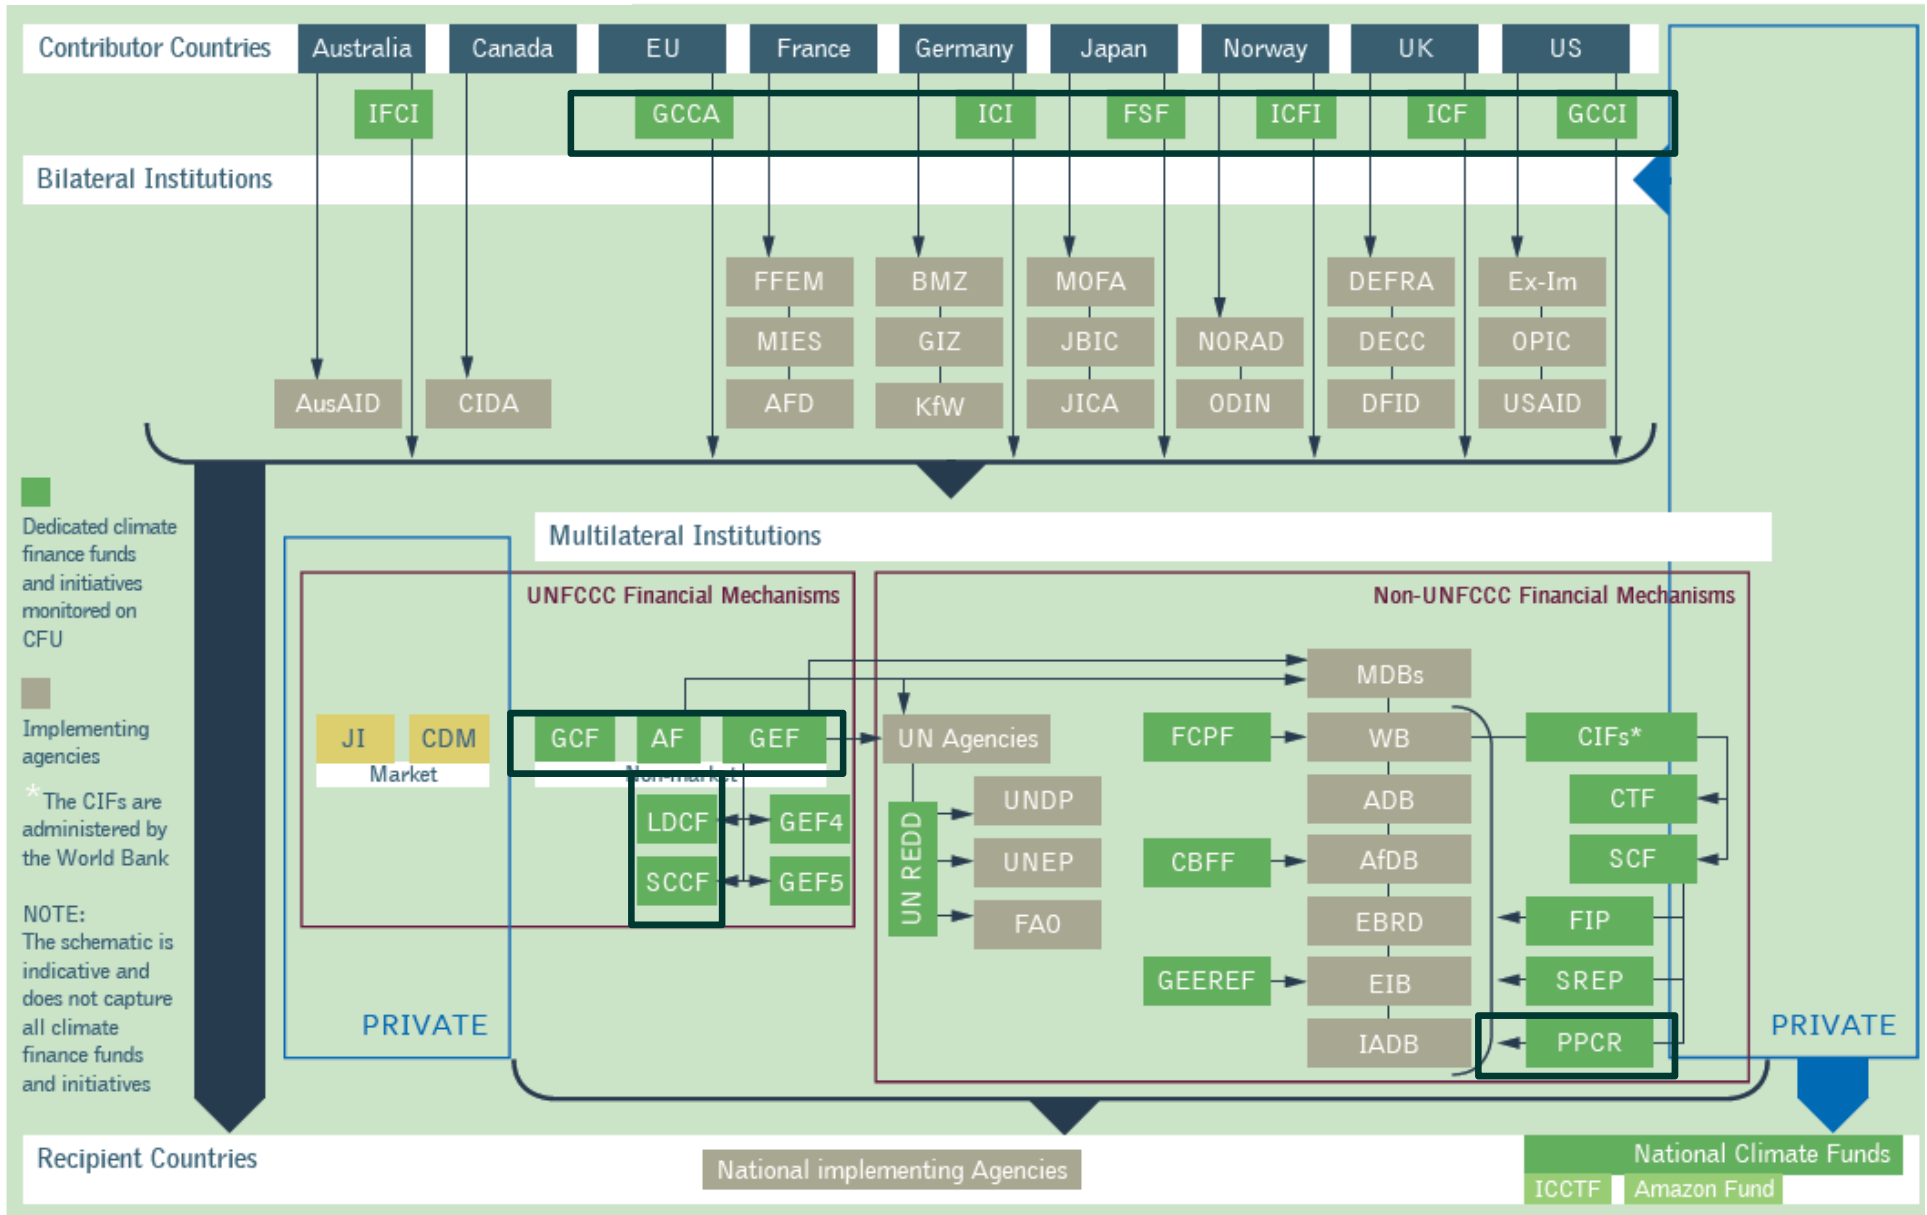 Contributor Countries
Australia
Canada
EU
France
Germany
Japan
Norway
UK
US
IFCI
GCCA
ICI
FSF
ICFI
ICF
GCCI
Bilateral Institutions
FFEM
BMZ
MOFA
DEFRA
Ex-Im
MIES
GIZ
JBIC
NORAD
DECC
OPIC
AusAID
CIDA
AFD
KfW
JICA
ODIN
DFID
USAID
Dedicated climate
finance funds
and initiatives
monitored on
CFU
Implementing
agencies
*The CIFs are
administered by
the World Bank
NOTE:
The schematic is
indicative and
does not capture
all climate
finance funds
and initiatives
Multilateral Institutions
UNFCCC Financial Mechanisms
Non-UNFCCC Financial Mechanisms
JI
CDM
Market
GCF
AF
GEF
Non-market
LDCF
GEF4
SCCF
GEF5
PRIVATE
MDBs
UN Agencies
FCPF
WB
CIFs*
UN REDD
UNDP
ADB
CTF
UNEP
CBFF
AfDB
SCF
FAO
EBRD
FIP
GEEREF
EIB
SREP
IADB
PPCR
PRIVATE
Recipient Countries
National implementing Agencies
National Climate Funds
ICCTF
Amazon Fund